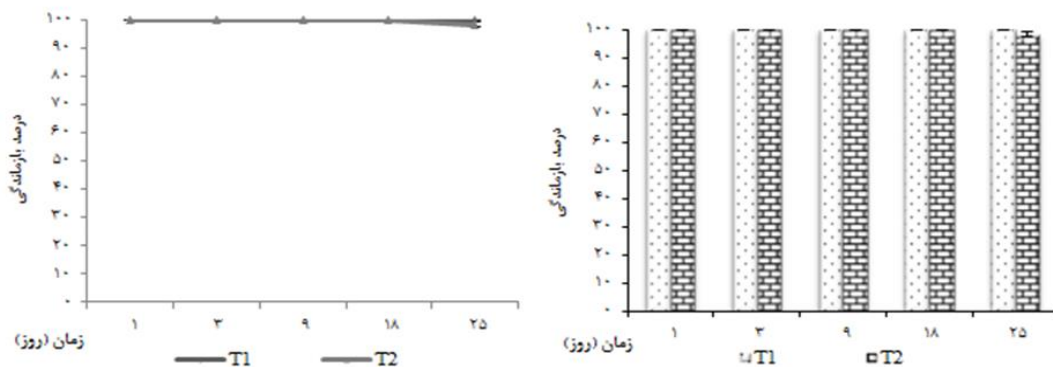 درصد بازماندگی
۱۰۰
۹۰
۸۰
۷۰
۶۰
۵۰
۴۰
۳۰
۲۰
۱۰
۰
۱ ۳ ۹ ۱۸ ۲۵
زمان (روز)
T1 T2
درصد بازماندگی
۱۰۰
۹۰
۸۰
۷۰
۶۰
۵۰
۴۰
۳۰
۲۰
۱۰
۰
۱ ۳ ۹ ۱۸ ۲۵
زمان (روز)
T1 T2